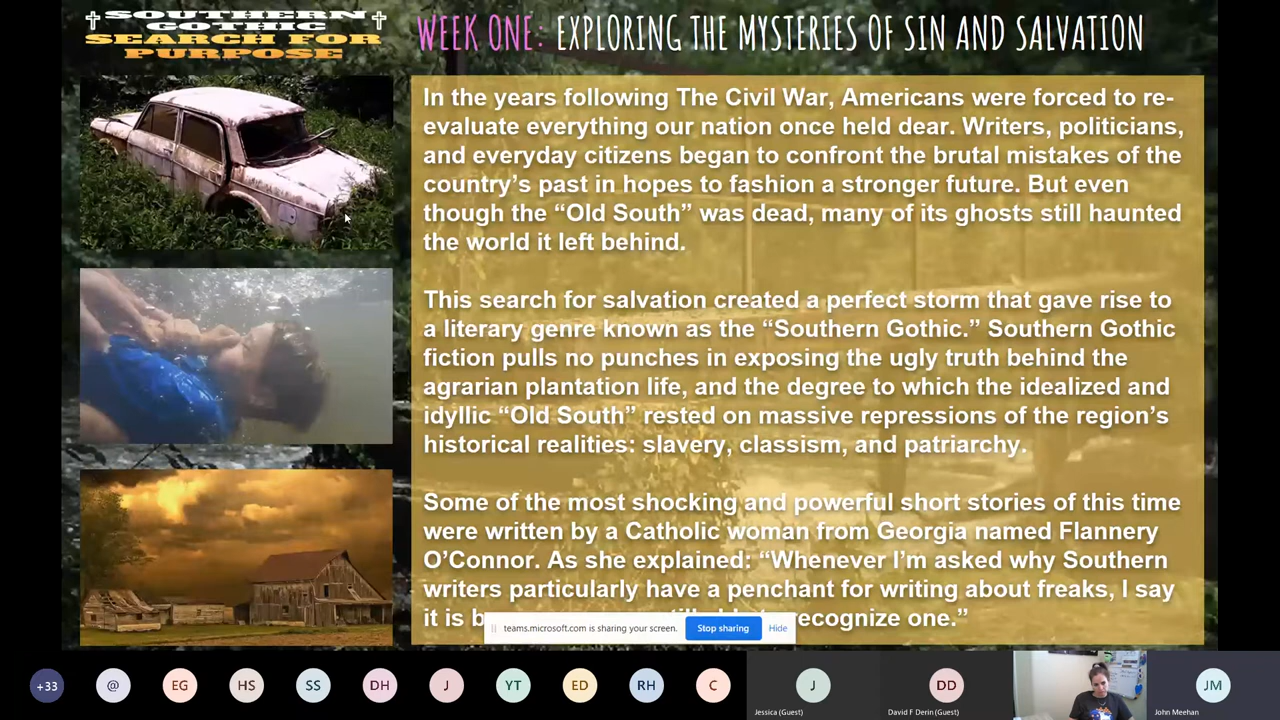 SOUTHERN
GOTHIC
SEARCH FOR
PURPOSE
WEEK ONE: EXPLORING THE MYSTERIES OF SIN AND SALVATION
In the years following The Civil War, Americans were forced to re-
evaluate everything our nation once held dear. Writers, politicians,
and everyday citizens began to confront the brutal mistakes of the
country’s past in hopes to fashion a stronger future. But even
though the “Old South” was dead, many of its ghosts still haunted
the world it left behind.
This search for salvation created a perfect storm that gave rise to
a literary genre known as the “Southern Gothic.” Southern Gothic
fiction pulls no punches in exposing the ugly truth behind the
agrarian plantation life, and the degree to which the idealized and
idyllic “Old South” rested on massive repressions of the region’s
historical realities: slavery, classism, and patriarchy.
Some of the most shocking and powerful short stories of this time
were written by a Catholic woman from Georgia named Flannery
O’Connor. As she explained: “Whenever I’m asked why Southern
writers particularly have a penchant for writing about freaks, I say
it is recognize one.”
teams.microsoft.com is sharing your screen. Stop sharing Hide
+33 @ EG HS SS DH J YT ED RH C J DD JM
Jessica (Guest) David F Derin (Guest) John Meehan